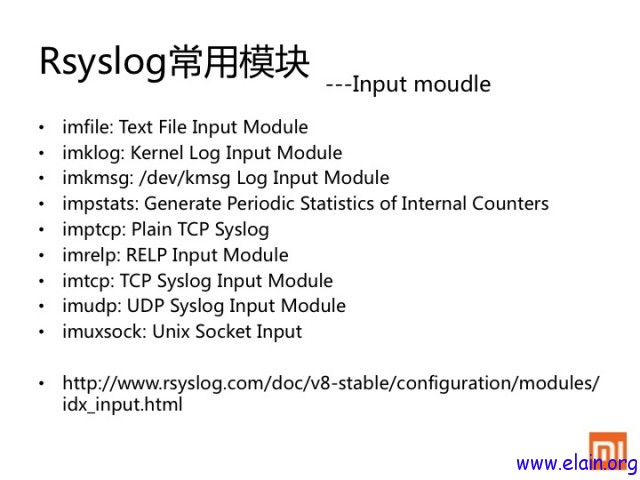 Rsyslog常用模块 ---Input moudle
• imfile: Text File Input Module
• imklog: Kernel Log Input Module
• imkmsg: /dev/kmsg Log Input Module
• impstats: Generate Periodic Statistics of Internal Counters
• imptcp: Plain TCP Syslog
• imrelp: RELP Input Module
• imtcp: TCP Syslog Input Module
• imudp: UDP Syslog Input Module
• imuxsock: Unix Socket Input
• http://www.rsyslog.com/doc/v8-stable/configuration/modules/
idx_input.html
mi
www.elain.org